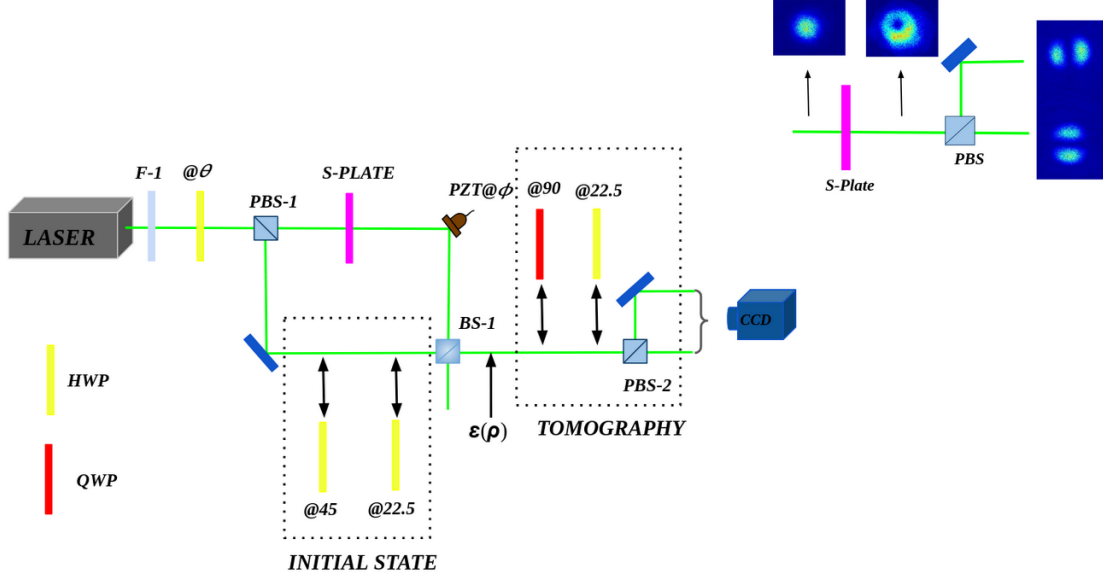 F-1
@θ
S-PLATE
PZT@ϕ
@90
@22.5
PBS-1
LASER
S-Plate
PBS
BS-1
CCD
PBS-2
HWP
ε(ρ)
TOMOGRAPHY
QWP
@45
@22.5
INITIAL STATE